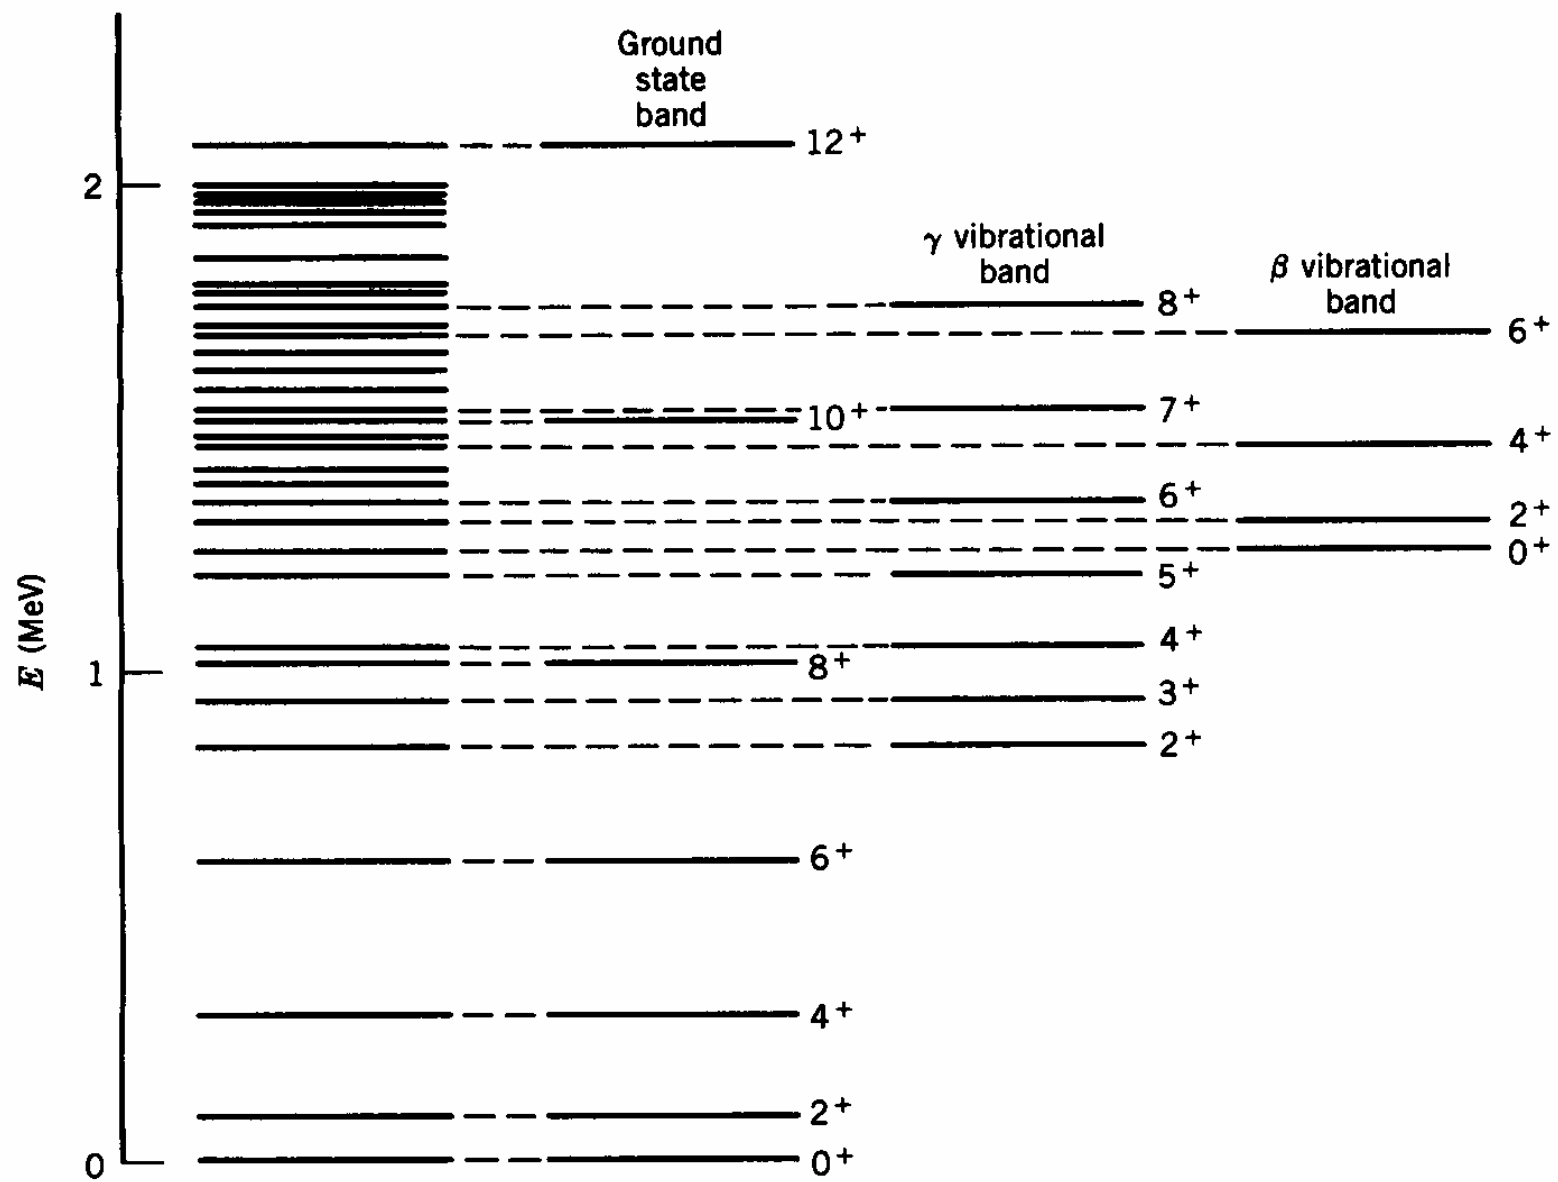 Ground
state
band
12+
2
γ vibrational
band
β vibrational
band
8+
6+
7+
10+
4+
6+
2+
0+
5+
E (MeV)
4+
1
8+
3+
2+
6+
4+
2+
0
0+